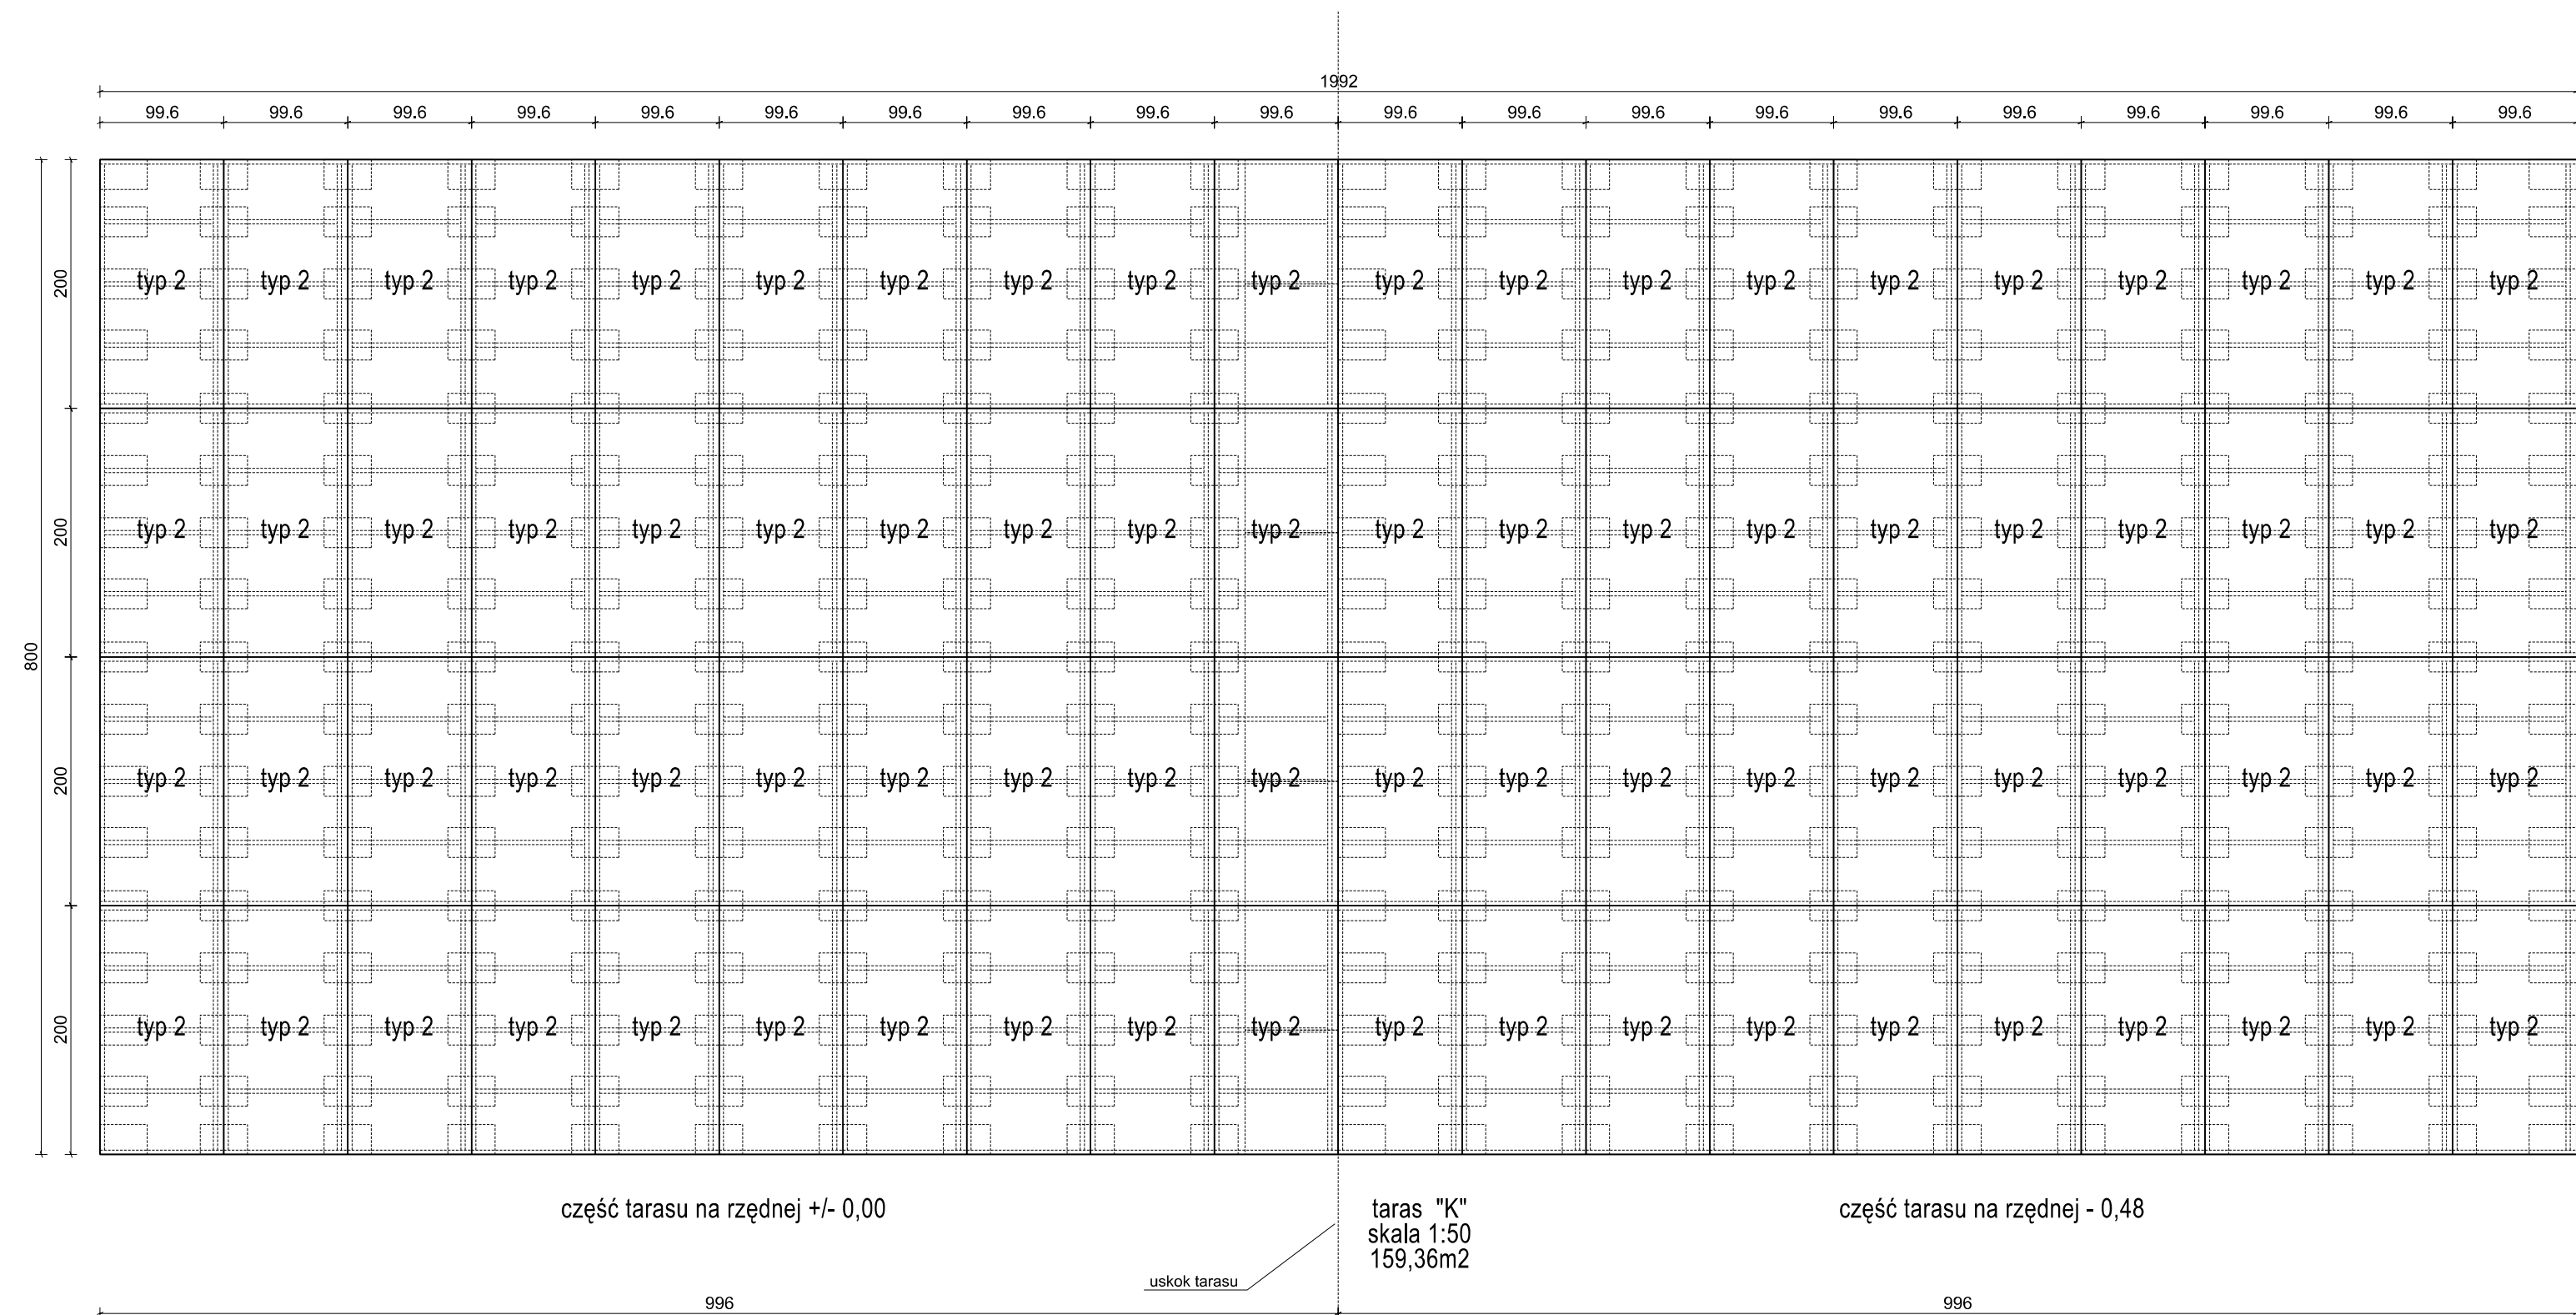 1992
99.6 99.6 99.6 99.6 99.6 99.6 99.6 99.6 99.6 99.6 99.6 99.6 99.6 99.6 99.6 99.6 99.6 99.6 99.6 99.6
200 typ 2 typ 2 typ 2 typ 2 typ 2 typ 2 typ 2 typ 2 typ 2 typ 2 typ 2 typ 2 typ 2 typ 2 typ 2 typ 2 typ 2 typ 2 typ 2 typ 2
200 typ 2 typ 2 typ 2 typ 2 typ 2 typ 2 typ 2 typ 2 typ 2 typ 2 typ 2 typ 2 typ 2 typ 2 typ 2 typ 2 typ 2 typ 2 typ 2 typ 2
800
200 typ 2 typ 2 typ 2 typ 2 typ 2 typ 2 typ 2 typ 2 typ 2 typ 2 typ 2 typ 2 typ 2 typ 2 typ 2 typ 2 typ 2 typ 2 typ 2 typ 2
200 typ 2 typ 2 typ 2 typ 2 typ 2 typ 2 typ 2 typ 2 typ 2 typ 2 typ 2 typ 2 typ 2 typ 2 typ 2 typ 2 typ 2 typ 2 typ 2 typ 2
część tarasu na rzędnej +/- 0,00
taras "K"
skala 1:50
159,36m2
część tarasu na rzędnej - 0,48
uskok tarasu
996 996